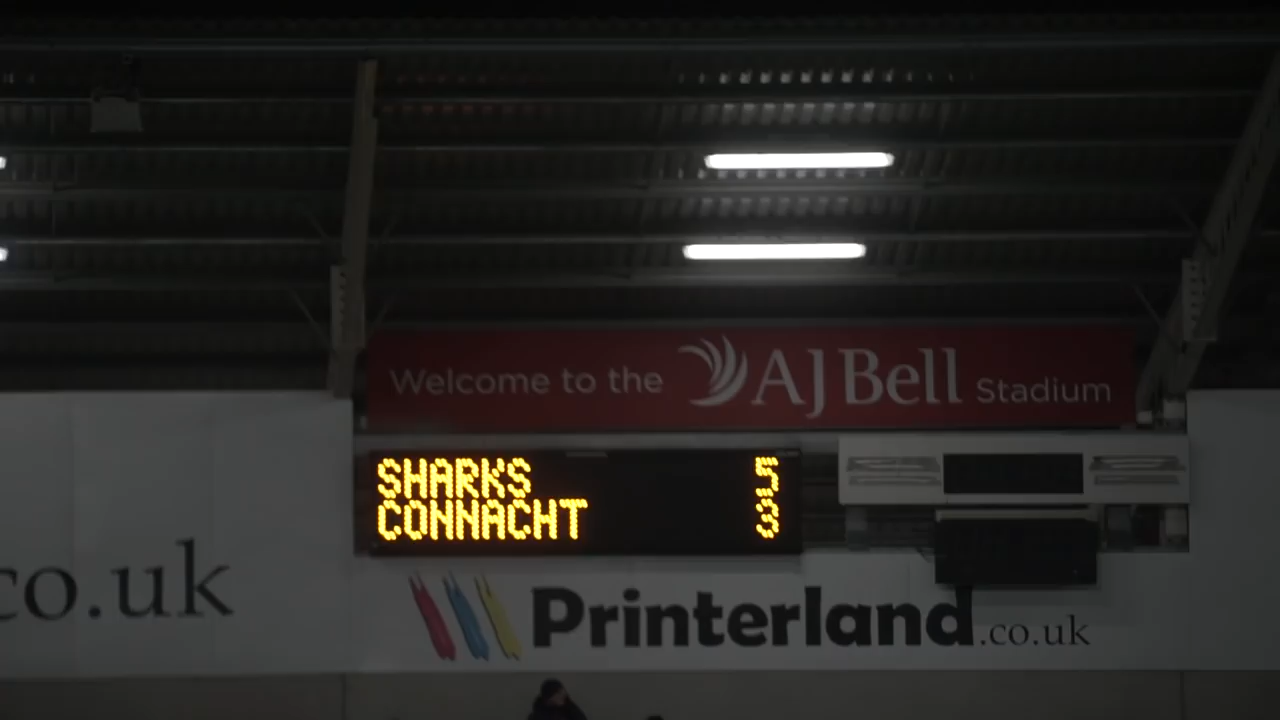 Welcome to the AJ Bell Stadium
SHARKS 5
CONNACHT 3
co.uk
Printerland.co.uk